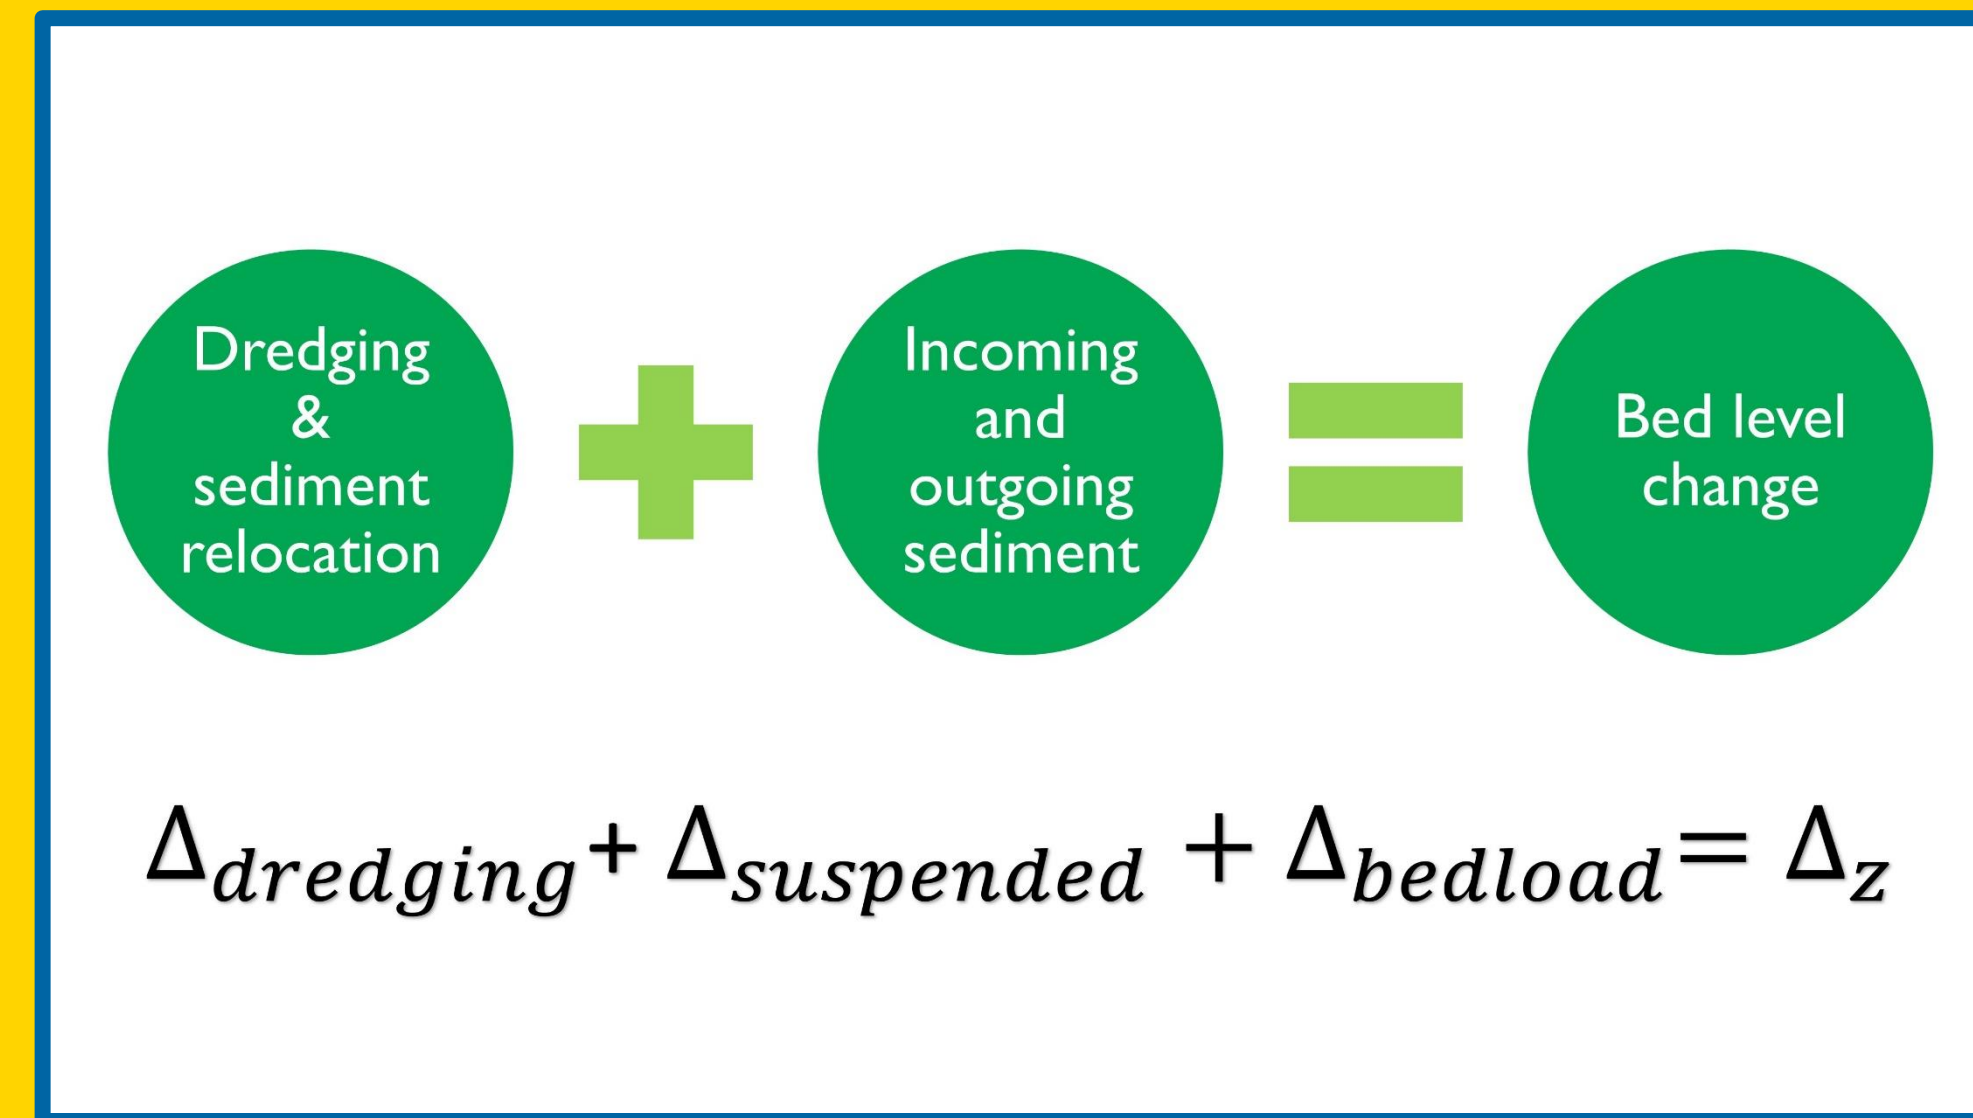 Dredging
&
sediment
relocation
Incoming
and
outgoing
sediment
Bed level
change
Δdredging + Δsuspended + Δbedload = Δz